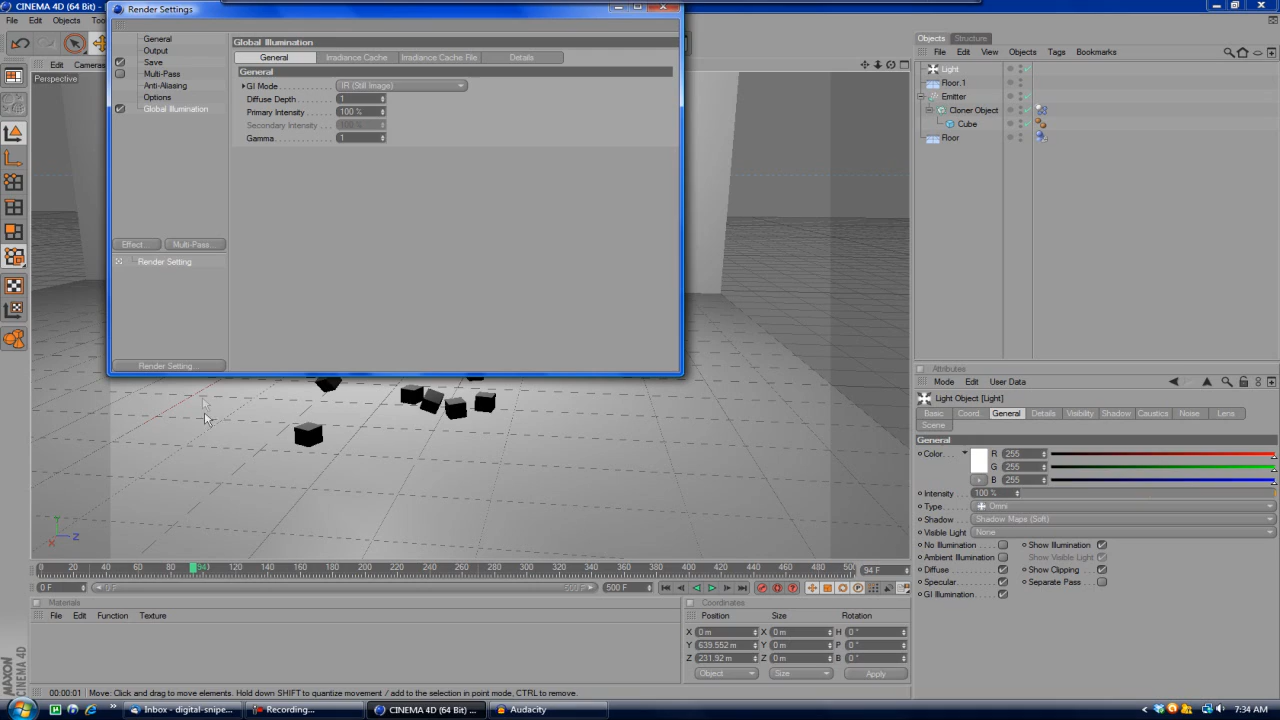 CINEMA 4D (64 Bit) -
Render Settings
File Edit Objects
General
Output
Save
Multi-Pass
Anti-Aliasing
Options
Global Illumination
Effect... Multi-Pass...
Render Setting
Render Setting...
Global Illumination
General Irradiance Cache Irradiance Cache File Details
General
GI Mode IR (Still Image)
Diffuse Depth 1
Primary Intensity 100 %
Secondary Intensity 100 %
Gamma 1
Edit Cameras
Perspective
Y
X Z
Objects Structure
File Edit View Objects Tags Bookmarks
Light
Floor.1
Emitter
Cloner Object
Cube
Floor
Attributes
Mode Edit User Data
Light Object [Light]
Basic Coord. General Details Visibility Shadow Caustics Noise Lens
Scene
General
Color R 255
G 255
B 255
Intensity 100 %
Type Omni
Shadow Shadow Maps (Soft)
Visible Light None
No Illumination Show Illumination
Ambient Illumination Show Visible Light
Diffuse Show Clipping
Specular Separate Pass
GI Illumination
0 20 40 60 80 94 120 140 160 180 200 220 240 260 280 300 320 340 360 380 400 420 440 460 480 500 94 F
0 F 0 F 500 F 500 F
Materials
File Edit Function Texture
Coordinates
Position Size Rotation
X 0 m X 0 m H 0 °
Y 639.552 m Y 0 m P 0 °
Z 231.92 m Z 0 m B 0 °
Object Size Apply
MAXON CINEMA 4D
00:00:01 Move: Click and drag to move elements. Hold down SHIFT to quantize movement / add to the selection in point mode, CTRL to remove.
Inbox - digital-snipe... Recording... CINEMA 4D (64 Bit) ... Audacity 7:34 AM